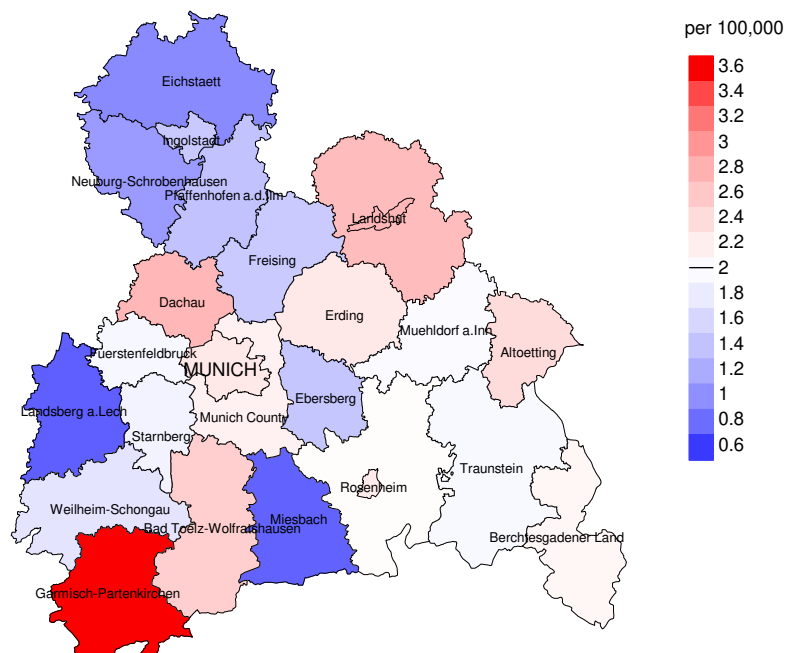 per 100,000
3.6
3.4
3.2
3
2.8
2.6
2.4
2.2
2
1.8
1.6
1.4
1.2
1
0.8
0.6
Eichstaett
Ingolstadt
Neuburg-Schrobenhausen
Pfaffenhofen a.d.Ilm
Landshut
Freising
Dachau
Erding
Muehldorf a.Inn
Fuerstenfeldbruck
Altoetting
MUNICH
Ebersberg
Landsberg a.Lech
Munich County
Starnberg
Traunstein
Rosenheim
Weilheim-Schongau
Miesbach
Bad Toelz-Wolfratshausen
Berchtesgadener Land
Garmisch-Partenkirchen